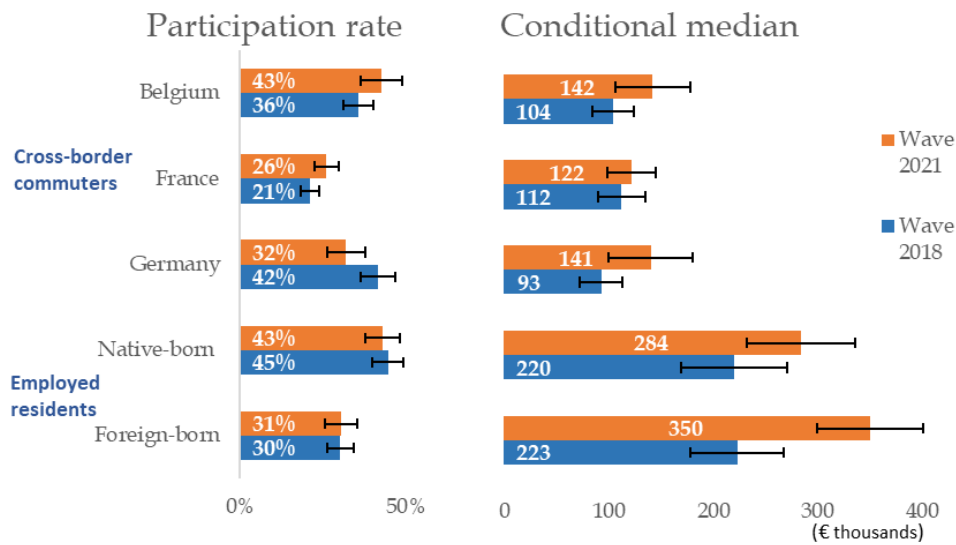 Participation rate
Conditional median
Belgium
43%
36%
142
104
Wave
2021
Wave
2018
Cross-border
commuters
France
26%
21%
122
112
Germany
32%
42%
141
93
Employed
residents
Native-born
43%
45%
284
220
Foreign-born
31%
30%
350
223
0%
50%
0
100
200
300
400
(€ thousands)